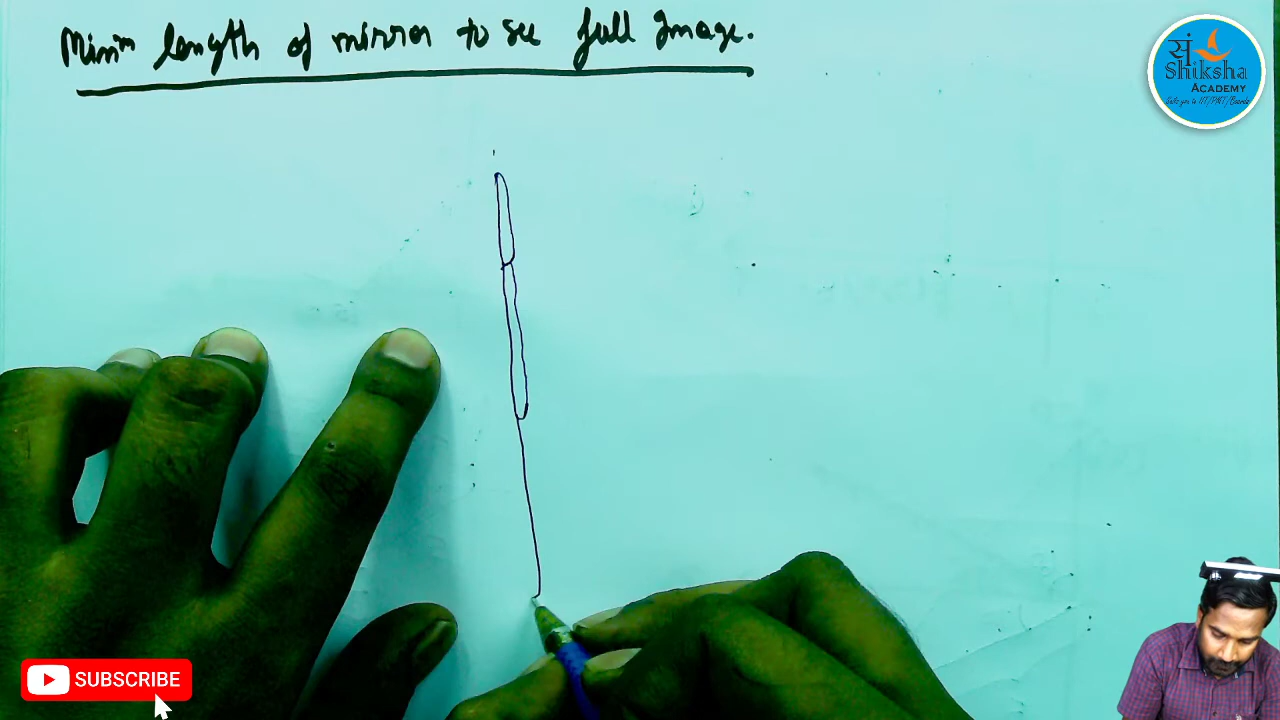 Minᵐ length of mirror to see full Image.
सं
Shiksha
ACADEMY
SUBSCRIBE